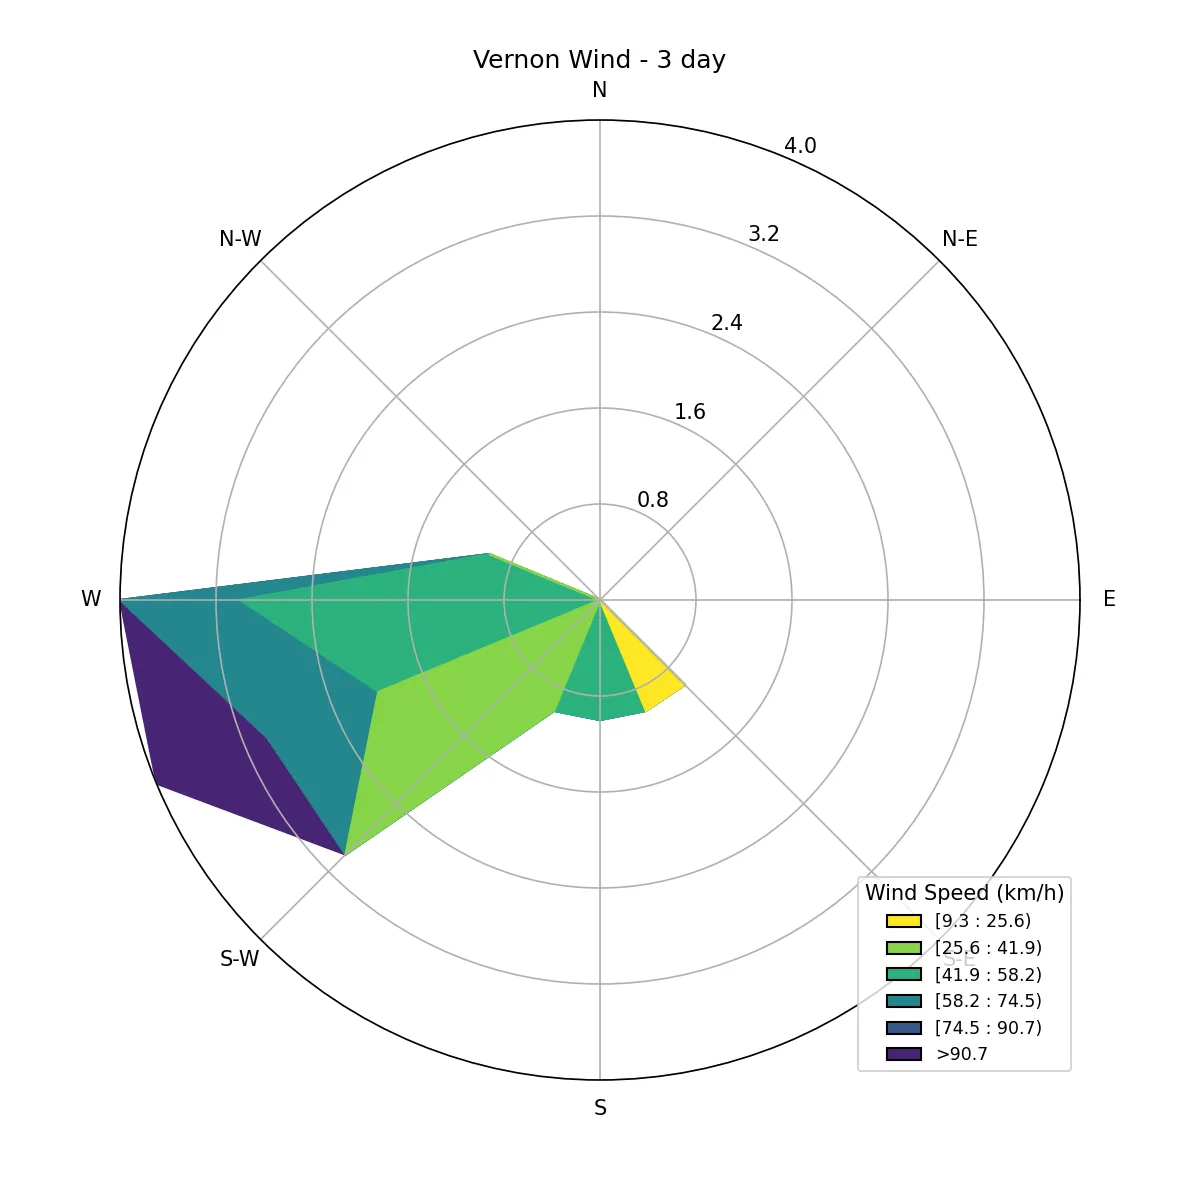 Vernon Wind - 3 day
N
4.0
N-W
3.2
N-E
2.4
1.6
0.8
W
E
S-W
S-E
S
Wind Speed (km/h)
[9.3 : 25.6)
[25.6 : 41.9)
[41.9 : 58.2)
[58.2 : 74.5)
[74.5 : 90.7)
>90.7